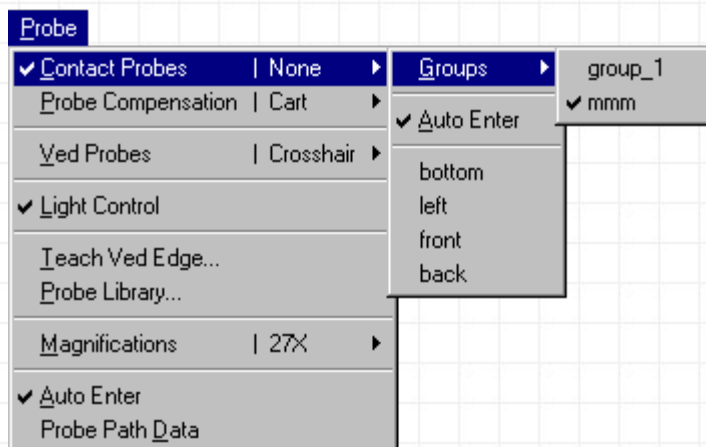 Probe
Contact Probes | None
Probe Compensation | Cart
Ved Probes | Crosshair
Light Control
Teach Ved Edge...
Probe Library...
Magnifications | 27X
Auto Enter
Probe Path Data
Groups
Auto Enter
bottom
left
front
back
group_1
mmm